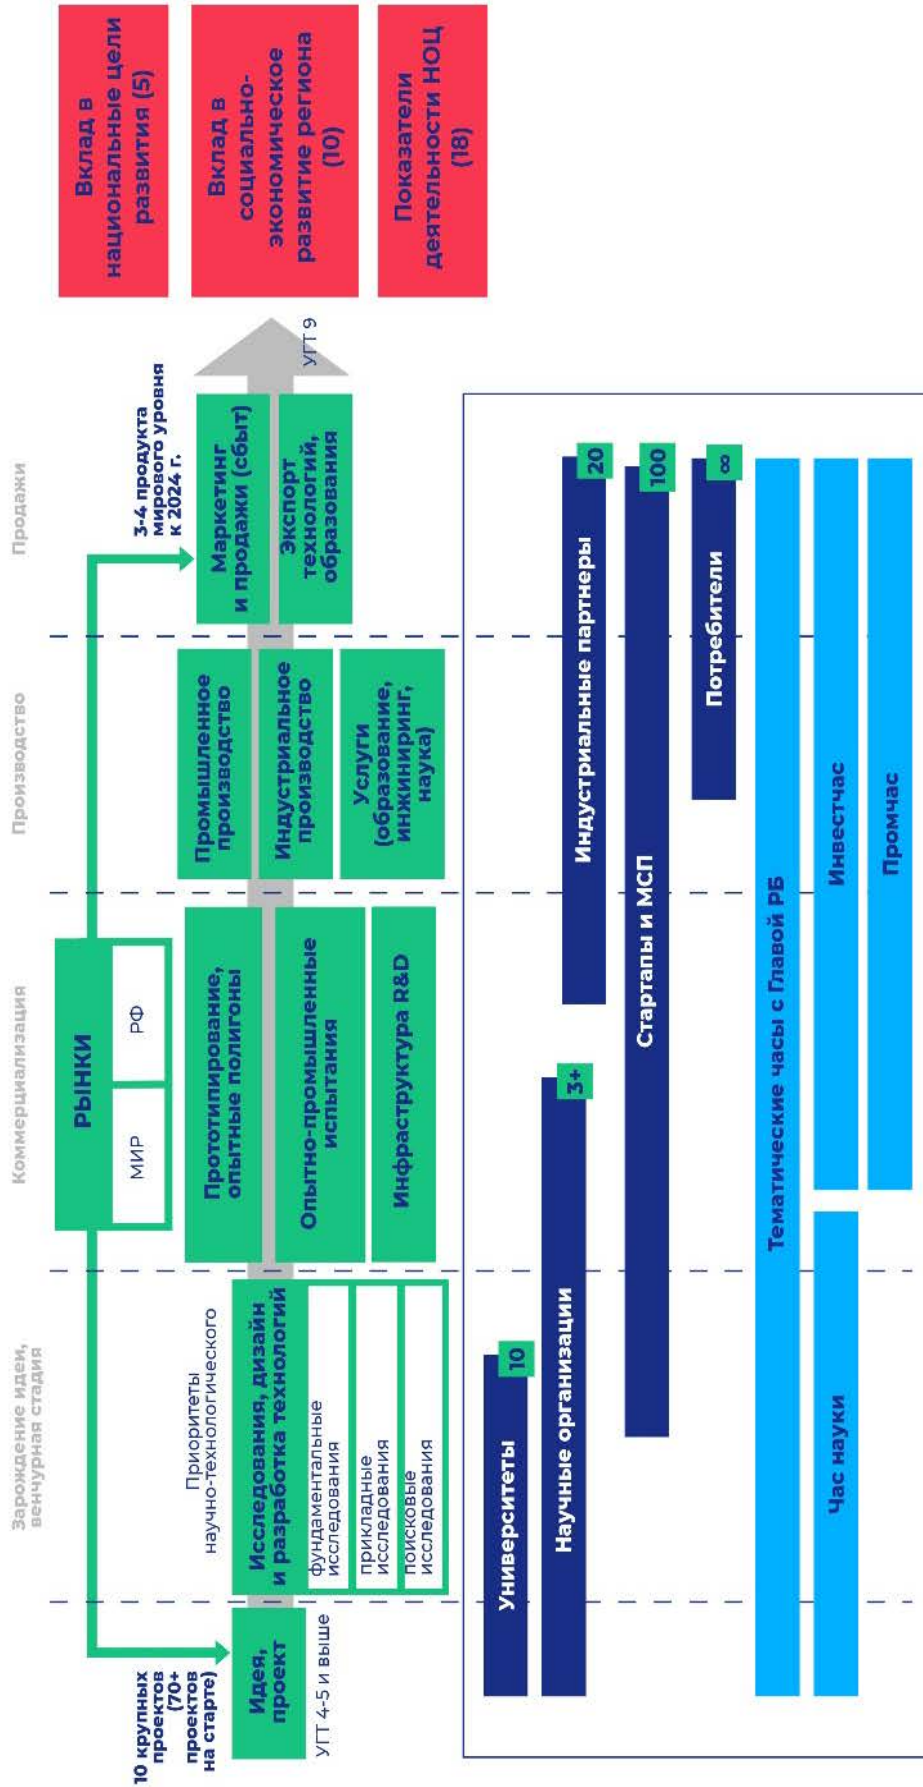 Зарождение идеи,
венчурная стадия
Коммерциализация
Производство
Продажи
10 крупных
проектов
(70+
проектов
на старте)
РЫНКИ
МИР
РФ
3-4 продукта
мирового уровня
к 2024 г.
Идея,
проект
УГТ 4-5 и выше
Приоритеты
научно-технологического
Исследования, дизайн
и разработка технологий
фундаментальные
исследования
прикладные
исследования
поисковые
исследования
Прототипирование,
опытные полигоны
Опытно-промышленные
испытания
Инфраструктура R&D
Промышленное
производство
Индустриальное
производство
Услуги
(образование,
инжиниринг,
наука)
Маркетинг
и продажи (сбыт)
Экспорт
технологий,
образования
УГТ 9
Вклад в
национальные цели
развития (5)
Вклад в
социально-
экономическое
развитие региона
(10)
Показатели
деятельности НОЦ
(18)
Университеты
10
Научные организации
3+
Индустриальные партнеры
20
Стартапы и МСП
100
Потребители
∞
Тематические часы с Главой РБ
Час науки
Инвестчас
Промчас